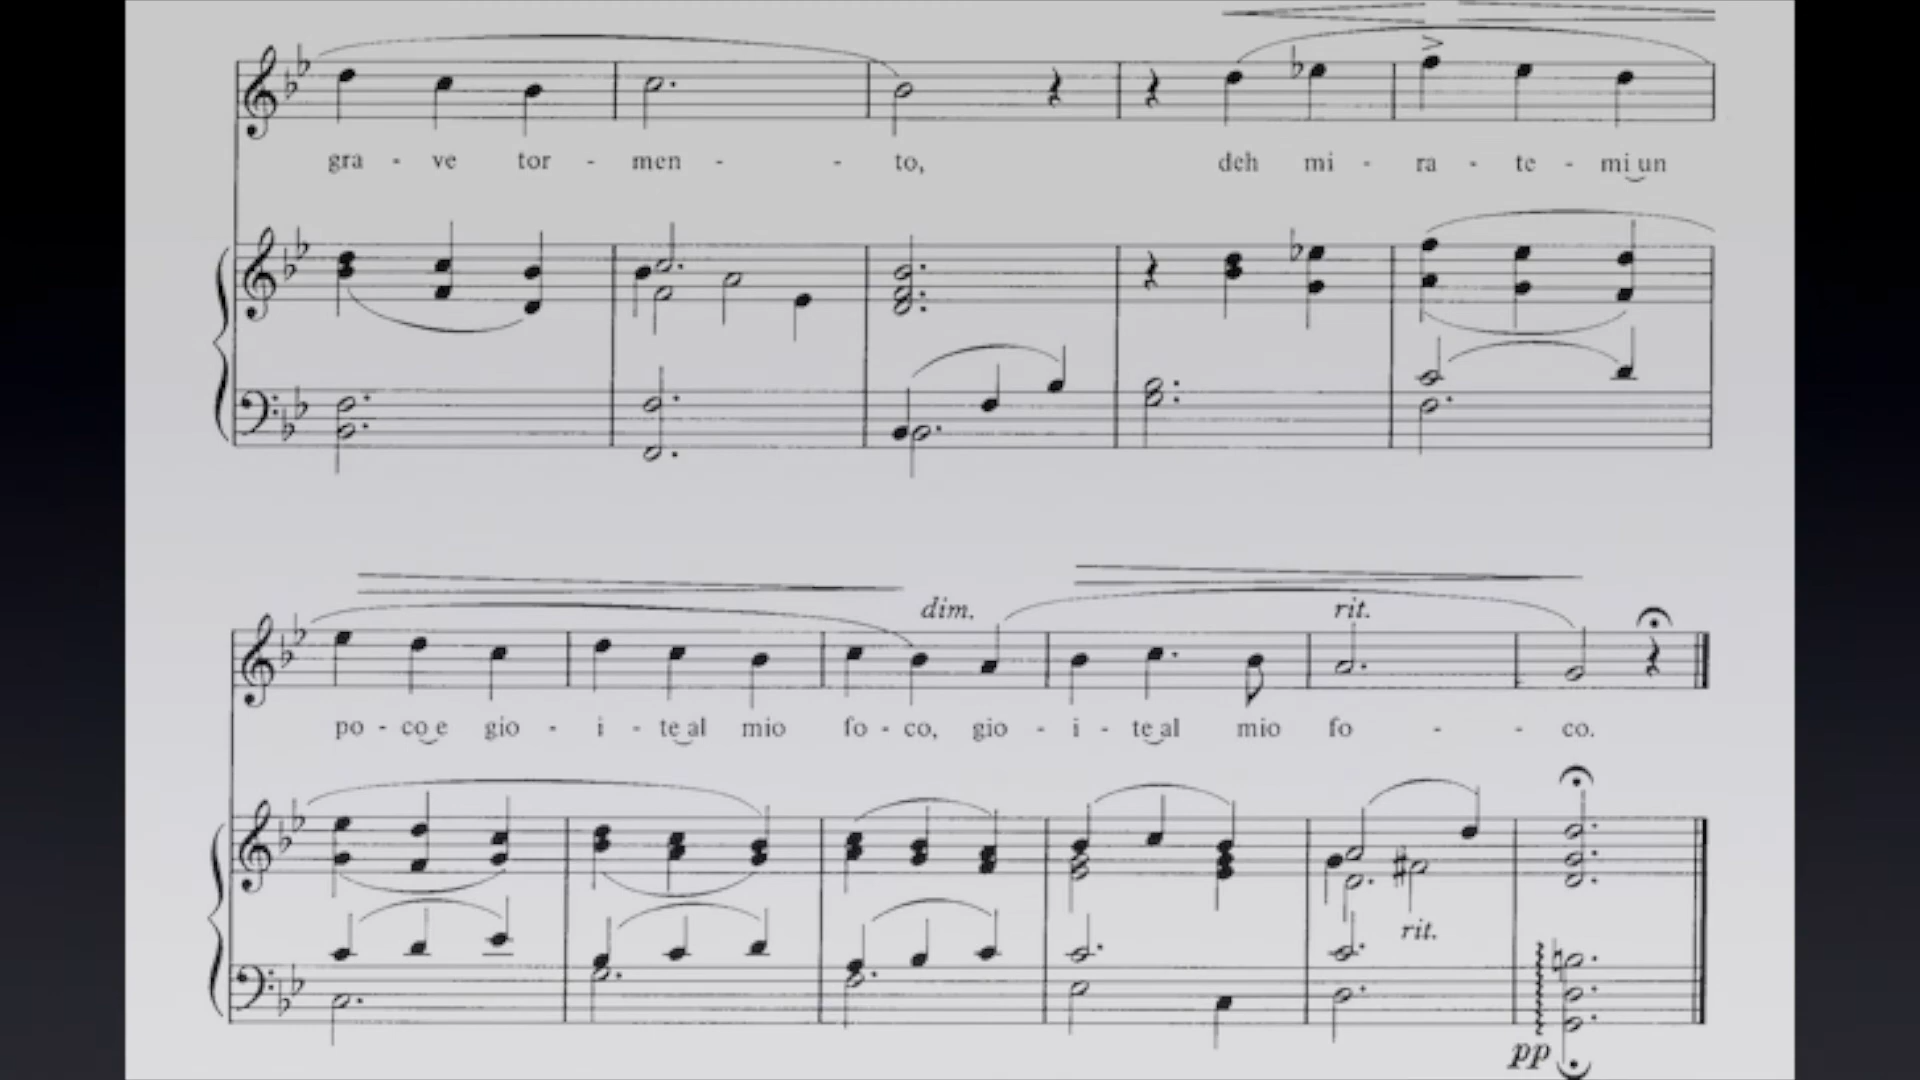 gra - ve tor - men - - to, deh mi - ra - te - mi un
dim. rit.
po - co e gio - i - te al mio fo - co, gio - i - te al mio fo - - co.
rit.
pp